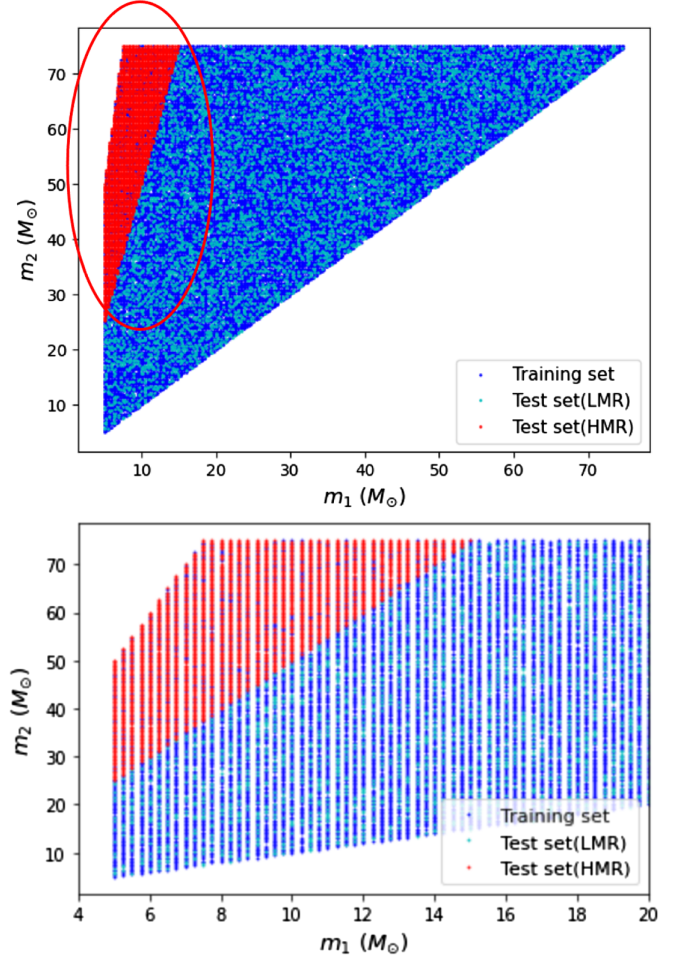 70
60
50
40
30
20
10
m₂ (M⊙)
Training set
Test set(LMR)
Test set(HMR)
10 20 30 40 50 60 70
m₁ (M⊙)
70
60
50
40
30
20
10
m₂ (M⊙)
Training set
Test set(LMR)
Test set(HMR)
4 6 8 10 12 14 16 18 20
m₁ (M⊙)